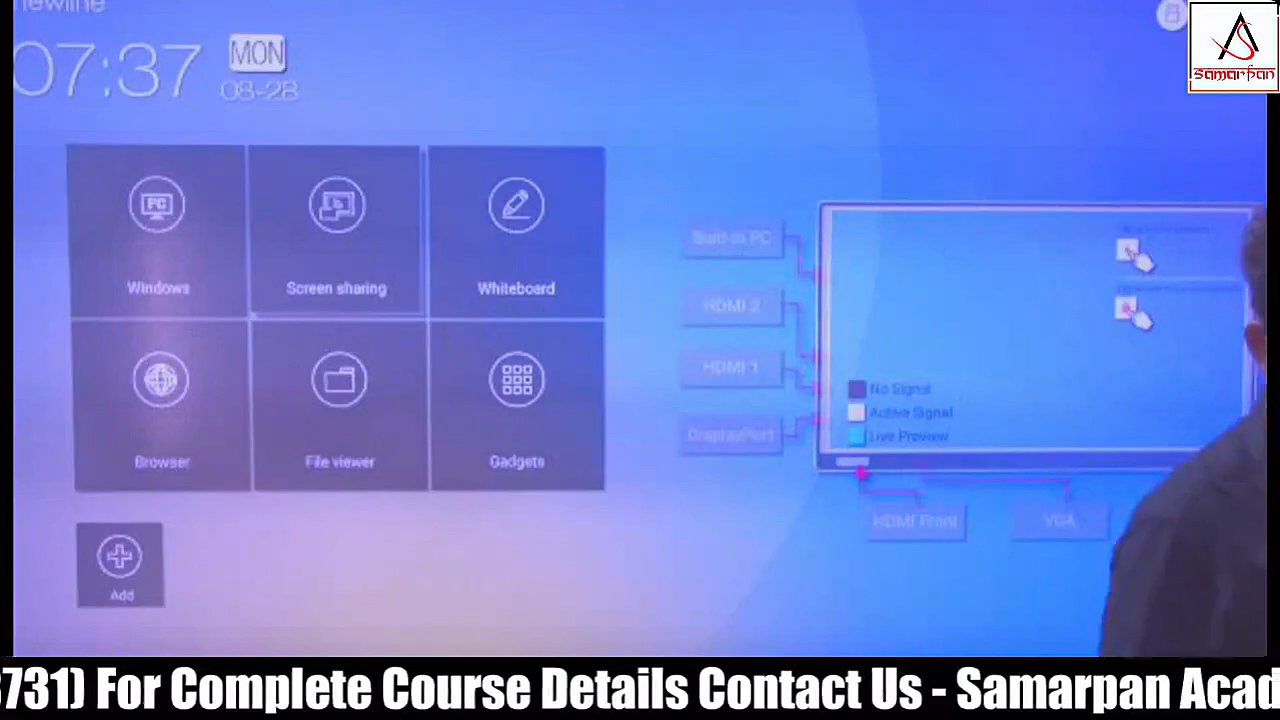 newline
07:37
MON
08-28
SAMARPAN
PC
Windows
Screen sharing
Whiteboard
Browser
File viewer
Gadgets
Add
Built-in PC
HDMI 2
HDMI 1
DisplayPort
No Signal
Active Signal
Live Preview
HDMI Front
VGA
3731) For Complete Course Details Contact Us - Samarpan Acad